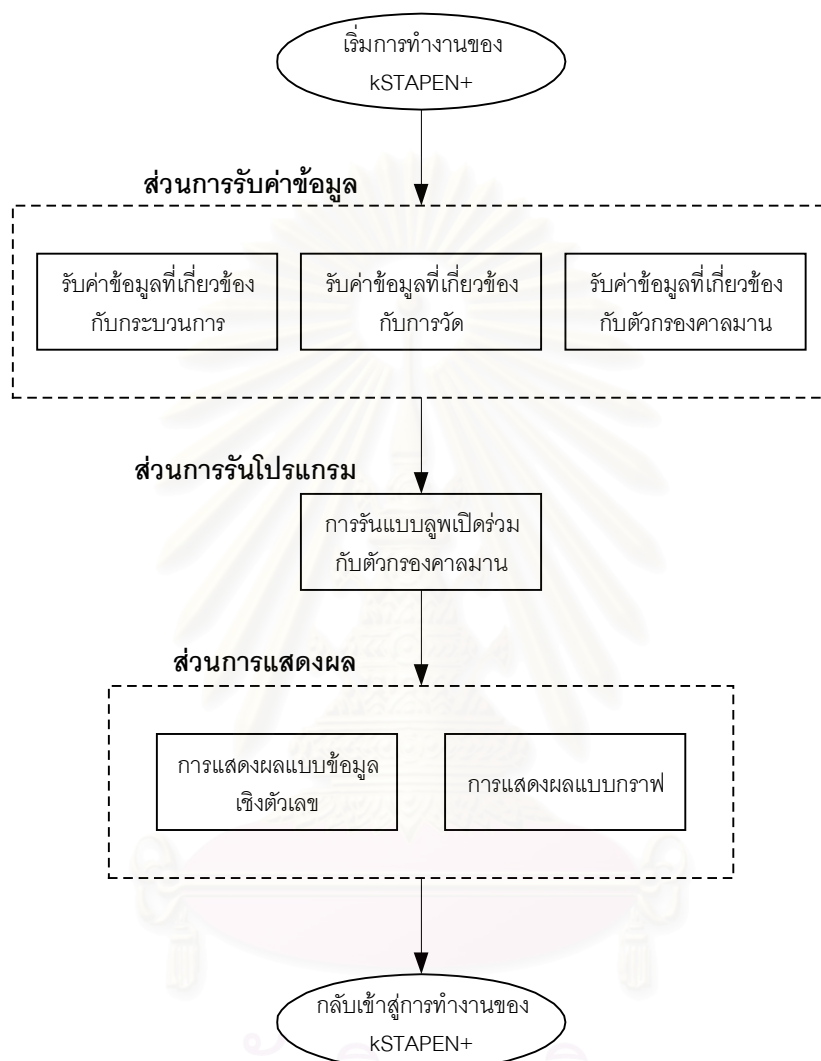 เริ่มการทำงานของ
kSTAPEN+
ส่วนการรับค่าข้อมูล
รับค่าข้อมูลที่เกี่ยวข้อง
กับกระบวนการ
รับค่าข้อมูลที่เกี่ยวข้อง
กับการวัด
รับค่าข้อมูลที่เกี่ยวข้อง
กับตัวกรองคาลมาน
ส่วนการรันโปรแกรม
การรันแบบลูพเปิดร่วม
กับตัวกรองคาลมาน
ส่วนการแสดงผล
การแสดงผลแบบข้อมูล
เชิงตัวเลข
การแสดงผลแบบกราฟ
กลับเข้าสู่การทำงานของ
kSTAPEN+